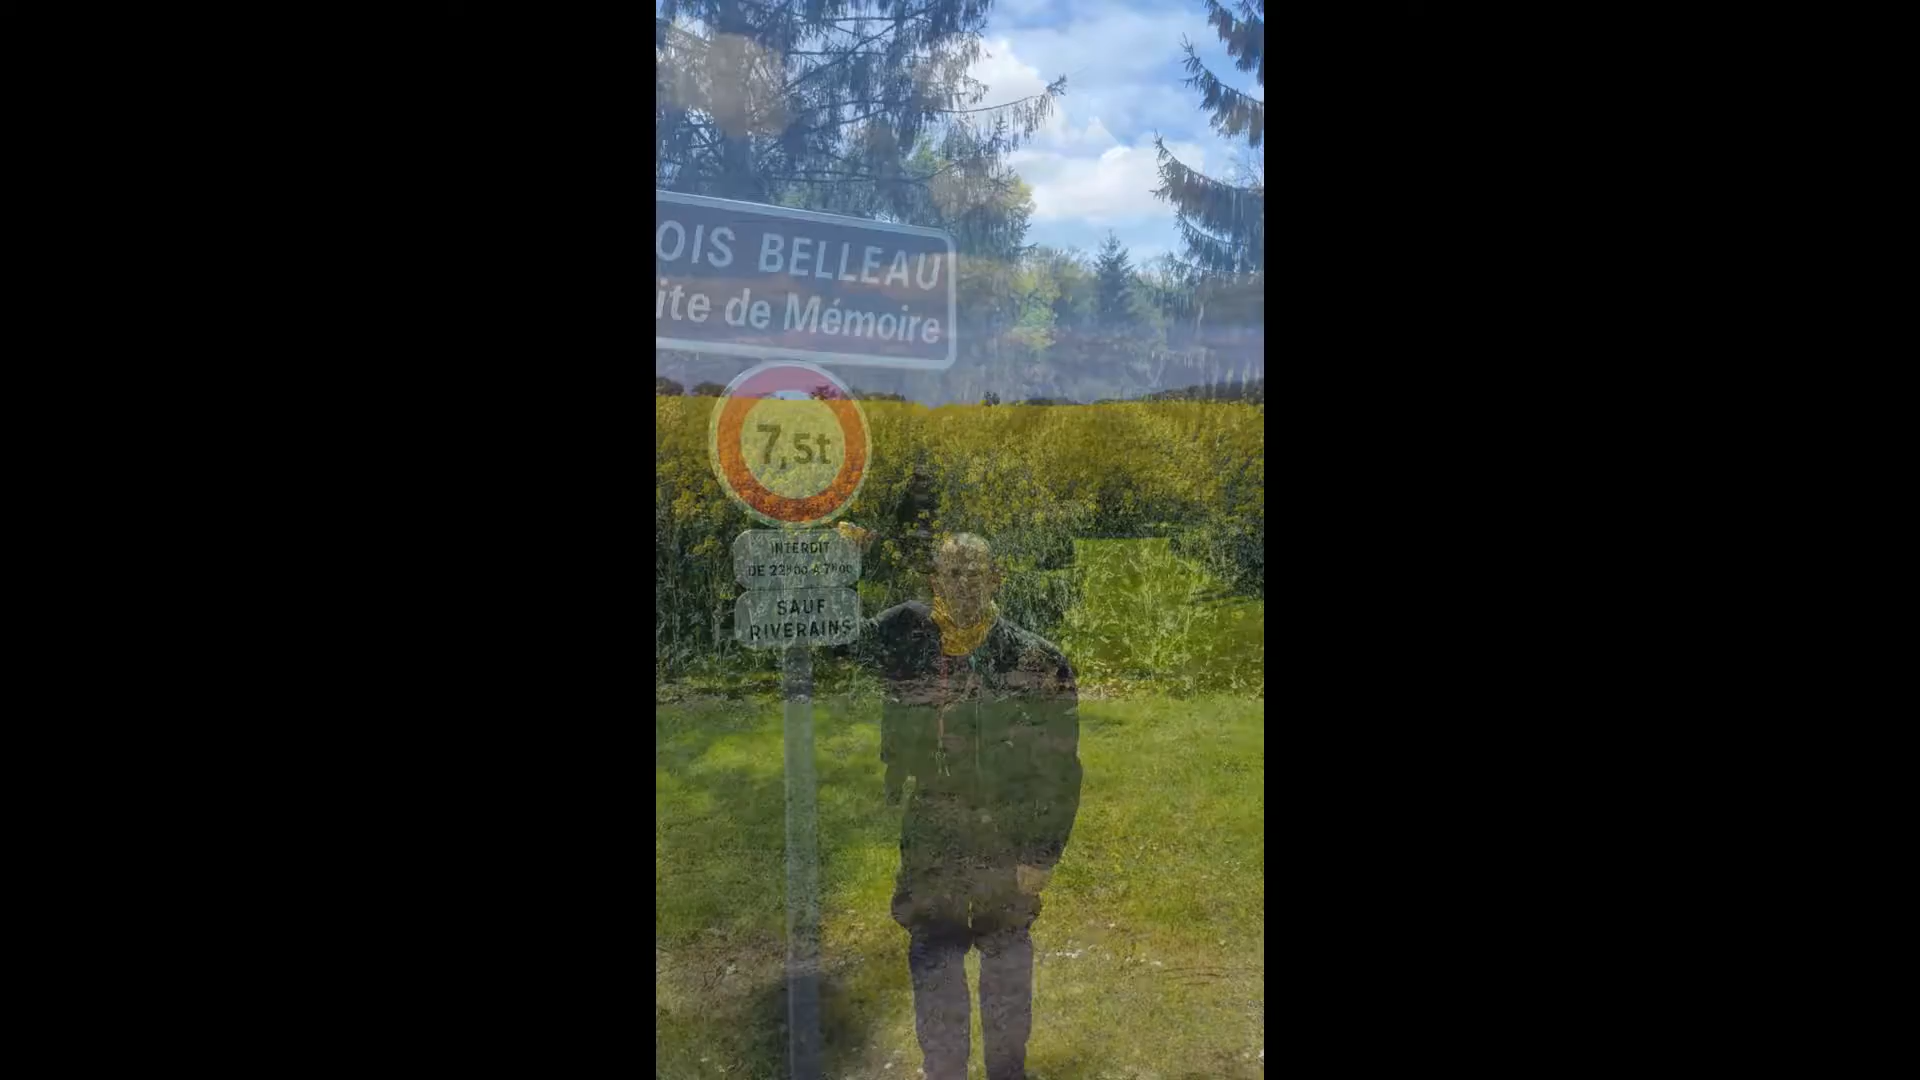 OIS BELLEAU
ite de Mémoire
7,5t
INTERDIT
DE 22h00 A 7h00
SAUF
RIVERAINS